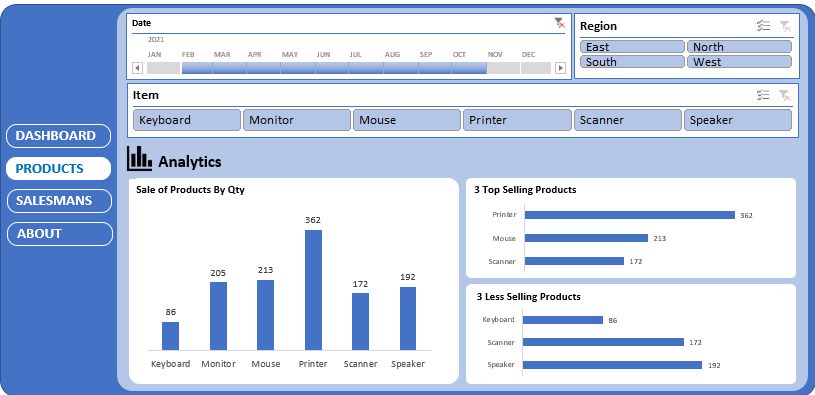 Date
2021
JAN FEB MAR APR MAY JUN JUL AUG SEP OCT NOV DEC
Region
East North
South West
Item
Keyboard Monitor Mouse Printer Scanner Speaker
DASHBOARD
PRODUCTS
SALESMANS
ABOUT
Analytics
Sale of Products By Qty
86 205 213 362 172 192
Keyboard Monitor Mouse Printer Scanner Speaker
3 Top Selling Products
Printer 362
Mouse 213
Scanner 172
3 Less Selling Products
Keyboard 86
Scanner 172
Speaker 192